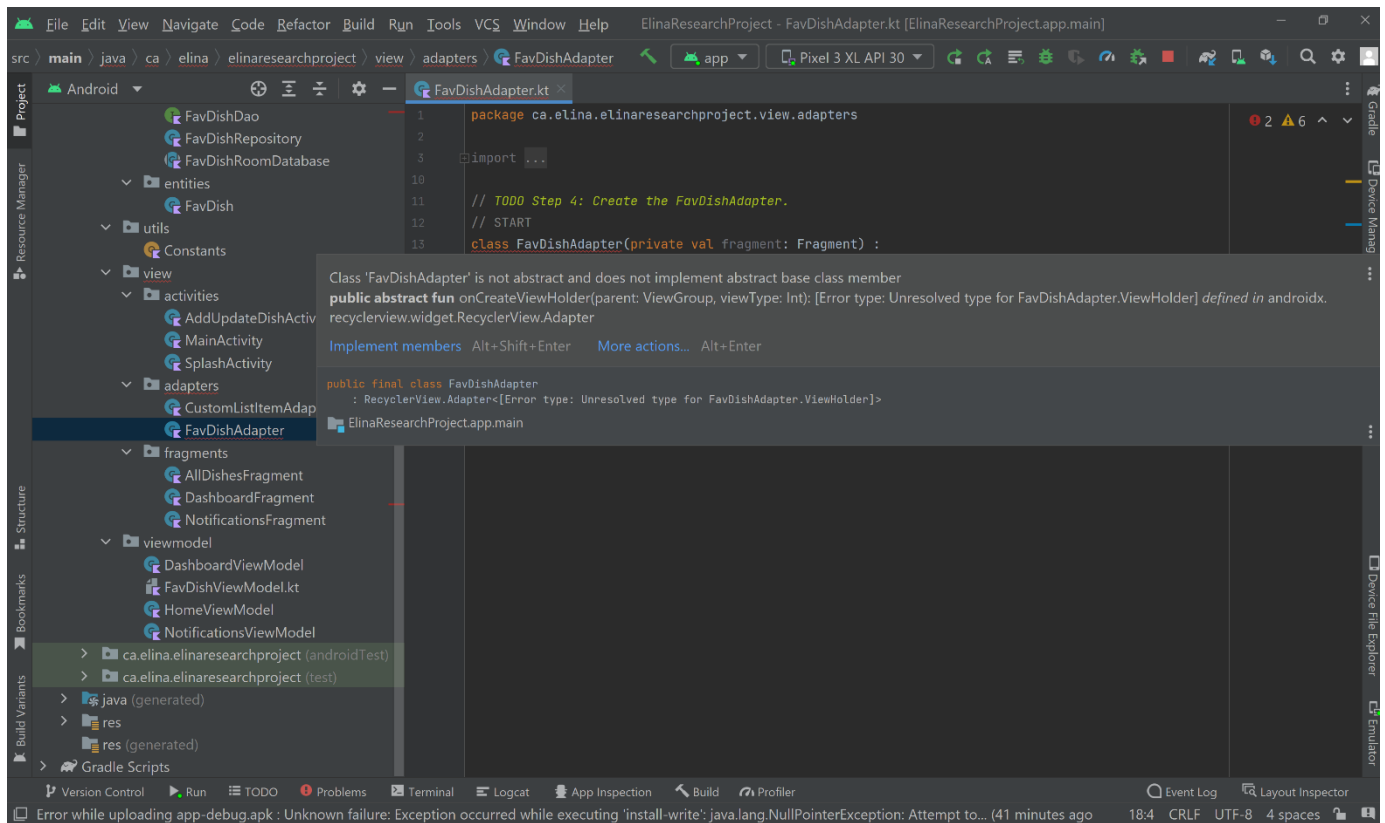 File Edit View Navigate Code Refactor Build Run Tools VCS Window Help ElinaResearchProject - FavDishAdapter.kt [ElinaResearchProject.app.main]
src main java ca elina elinaresearchproject view adapters FavDishAdapter app Pixel 3 XL API 30
Project
Resource Manager
Structure
Bookmarks
Build Variants
Android
FavDishDao
FavDishRepository
FavDishRoomDatabase
entities
FavDish
utils
Constants
view
activities
AddUpdateDishActiv
MainActivity
SplashActivity
adapters
CustomListItemAdap
FavDishAdapter
fragments
AllDishesFragment
DashboardFragment
NotificationsFragment
viewmodel
DashboardViewModel
FavDishViewModel.kt
HomeViewModel
NotificationsViewModel
ca.elina.elinaresearchproject (androidTest)
ca.elina.elinaresearchproject (test)
java (generated)
res
res (generated)
Gradle Scripts
FavDishAdapter.kt
1 package ca.elina.elinaresearchproject.view.adapters
2
3 import ...
10
11 // TODO Step 4: Create the FavDishAdapter.
12 // START
13 class FavDishAdapter(private val fragment: Fragment) :
2 6
Class 'FavDishAdapter' is not abstract and does not implement abstract base class member
public abstract fun onCreateViewHolder(parent: ViewGroup, viewType: Int): [Error type: Unresolved type for FavDishAdapter.ViewHolder] defined in androidx.
recyclerview.widget.RecyclerView.Adapter
Implement members Alt+Shift+Enter More actions... Alt+Enter
public final class FavDishAdapter
: RecyclerView.Adapter<[Error type: Unresolved type for FavDishAdapter.ViewHolder]>
ElinaResearchProject.app.main
Gradle
Device Manag
Device File Explorer
Emulator
Version Control Run TODO Problems Terminal Logcat App Inspection Build Profiler Event Log Layout Inspector
Error while uploading app-debug.apk : Unknown failure: Exception occurred while executing 'install-write': java.lang.NullPointerException: Attempt to... (41 minutes ago 18:4 CRLF UTF-8 4 spaces